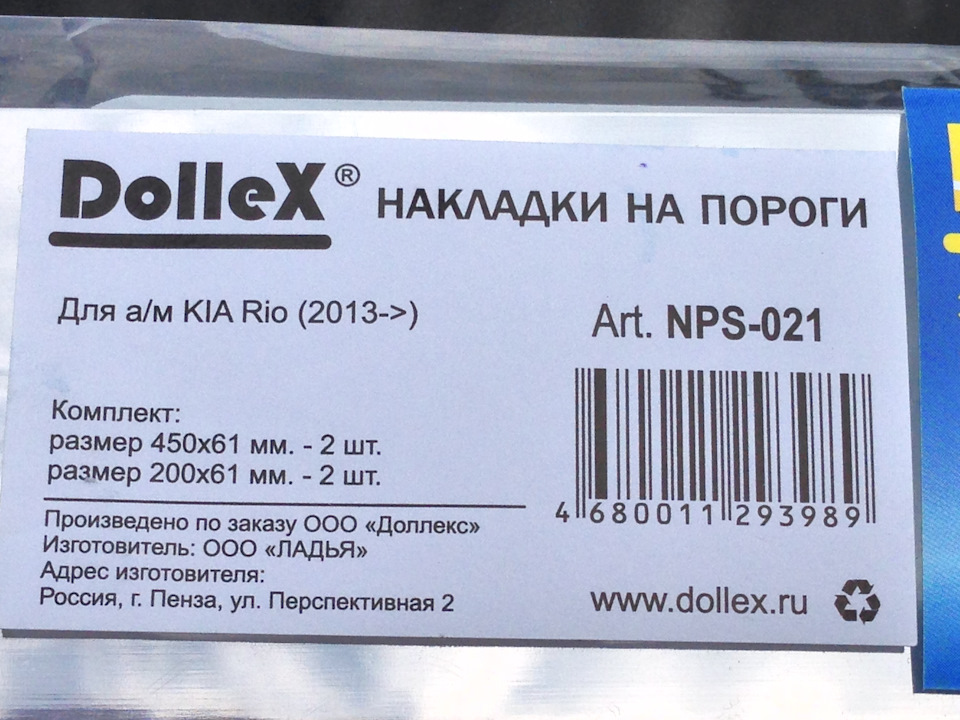 DolleX® НАКЛАДКИ НА ПОРОГИ
Для а/м KIA Rio (2013->)
Art. NPS-021
Комплект:
размер 450х61 мм. - 2 шт.
размер 200х61 мм. - 2 шт.
4 680011 293989
Произведено по заказу ООО «Доллекс»
Изготовитель: ООО «ЛАДЬЯ»
Адрес изготовителя:
Россия, г. Пенза, ул. Перспективная 2
www.dollex.ru